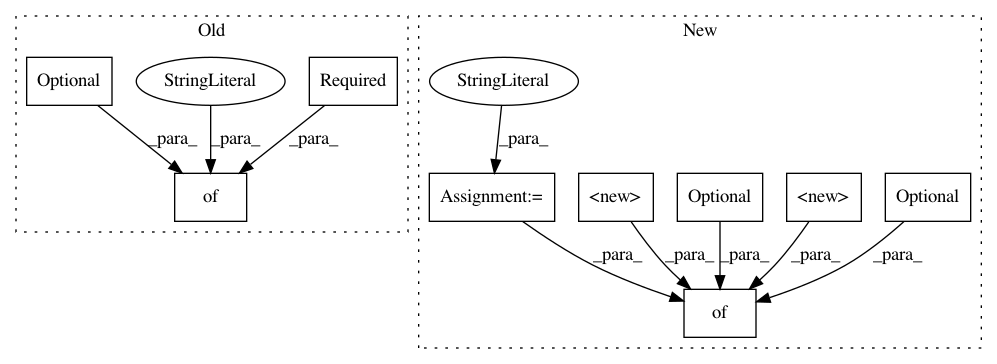 Old
New
Optional
StringLiteral
Required
StringLiteral
_para_
_para_
_para_
_para_
of
Assignment:=
<new>
Optional
<new>
Optional
_para_
_para_
_para_
_para_
_para_
of